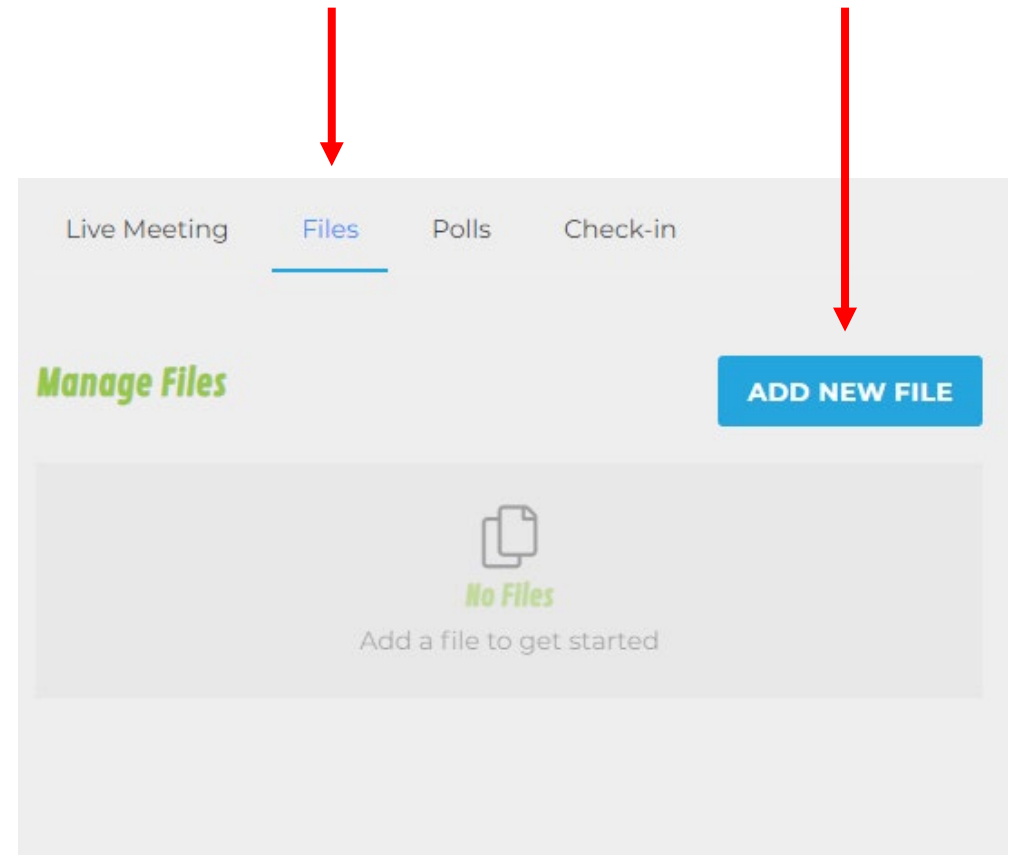 Live Meeting Files Polls Check-in
Manage Files
ADD NEW FILE
No Files
Add a file to get started